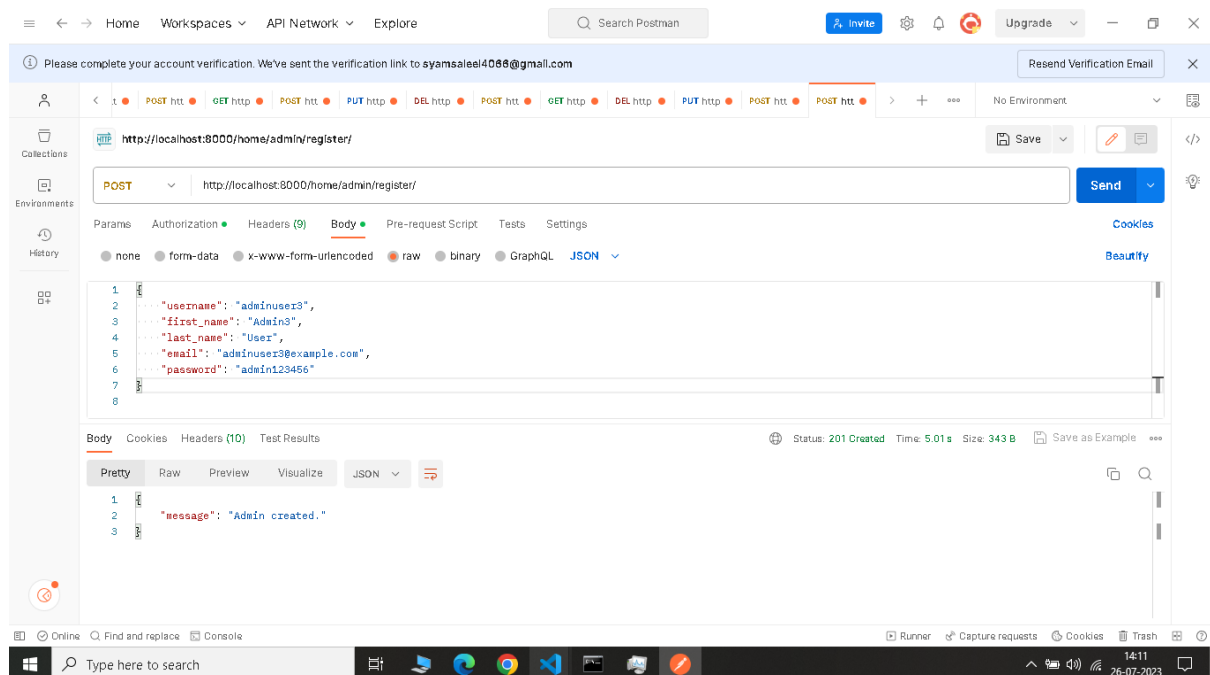 Home Workspaces API Network Explore Search Postman Invite Upgrade
Please complete your account verification. We've sent the verification link to syamsaleel4066@gmail.com Resend Verification Email
.t POST htt GET http POST htt PUT http DEL http POST htt GET http DEL http PUT http POST htt POST htt No Environment
HTTP http://localhost:8000/home/admin/register/ Save
Collections
POST http://localhost:8000/home/admin/register/ Send
Environments
Params Authorization Headers (9) Body Pre-request Script Tests Settings Cookies
History
none form-data x-www-form-urlencoded raw binary GraphQL JSON Beautify
1 {
2 "username": "adminuser3",
3 "first_name": "Admin3",
4 "last_name": "User",
5 "email": "adminuser3@example.com",
6 "password": "admin123456"
7 }
8
Body Cookies Headers (10) Test Results Status: 201 Created Time: 5.01 s Size: 343 B Save as Example
Pretty Raw Preview Visualize JSON
1 {
2 "message": "Admin created."
3 }
Online Find and replace Console Runner Capture requests Cookies Trash
Type here to search 14:11
26-07-2023